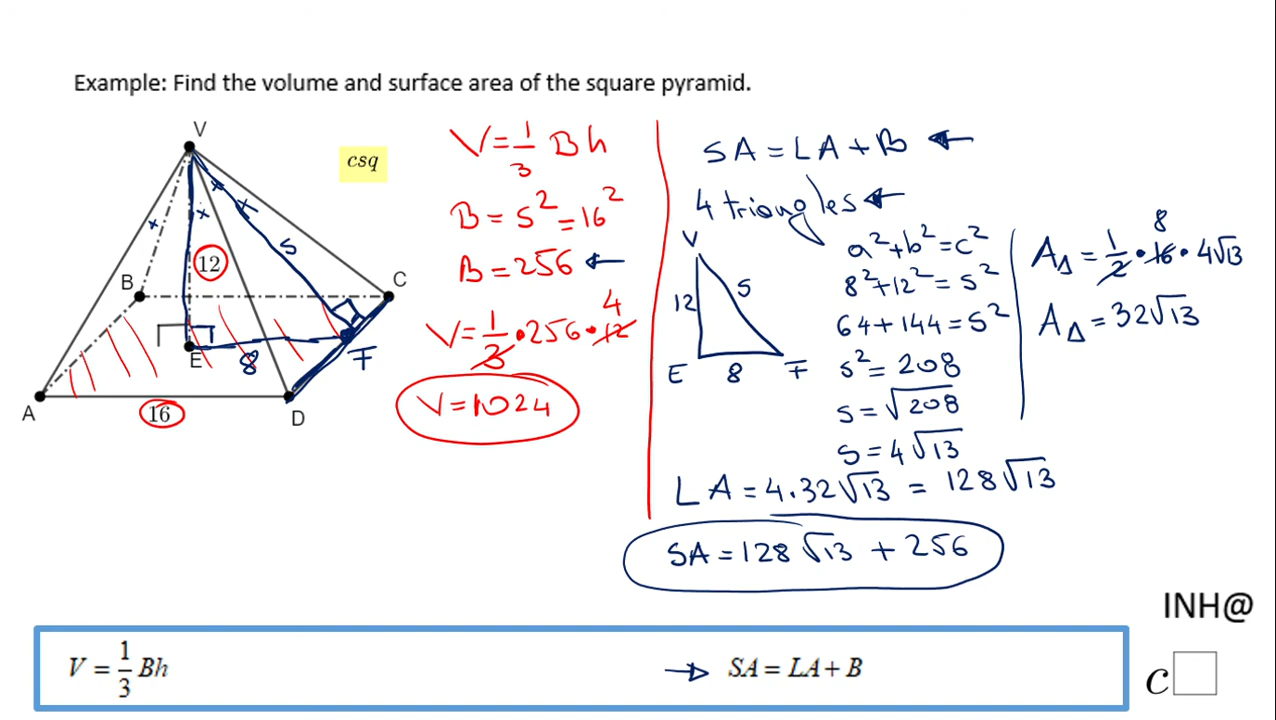 Example: Find the volume and surface area of the square pyramid.
V
csq
S
12
B
C
E
8
F
A
16
D
V=1/3 Bh
B=s²=16²
B=256
4
V=1/3•256•12
V=1024
SA=LA+B
4 triangles
V
12
s
E
8
F
a²+b²=c²
8²+12²=s²
64+144=s²
s²=208
s=√208
s=4√13
8
A△=1/2•16•4√13
A△=32√13
LA=4.32√13=128√13
SA=128√13+256
INH@
V=1/3 Bh
→ SA=LA+B
c□